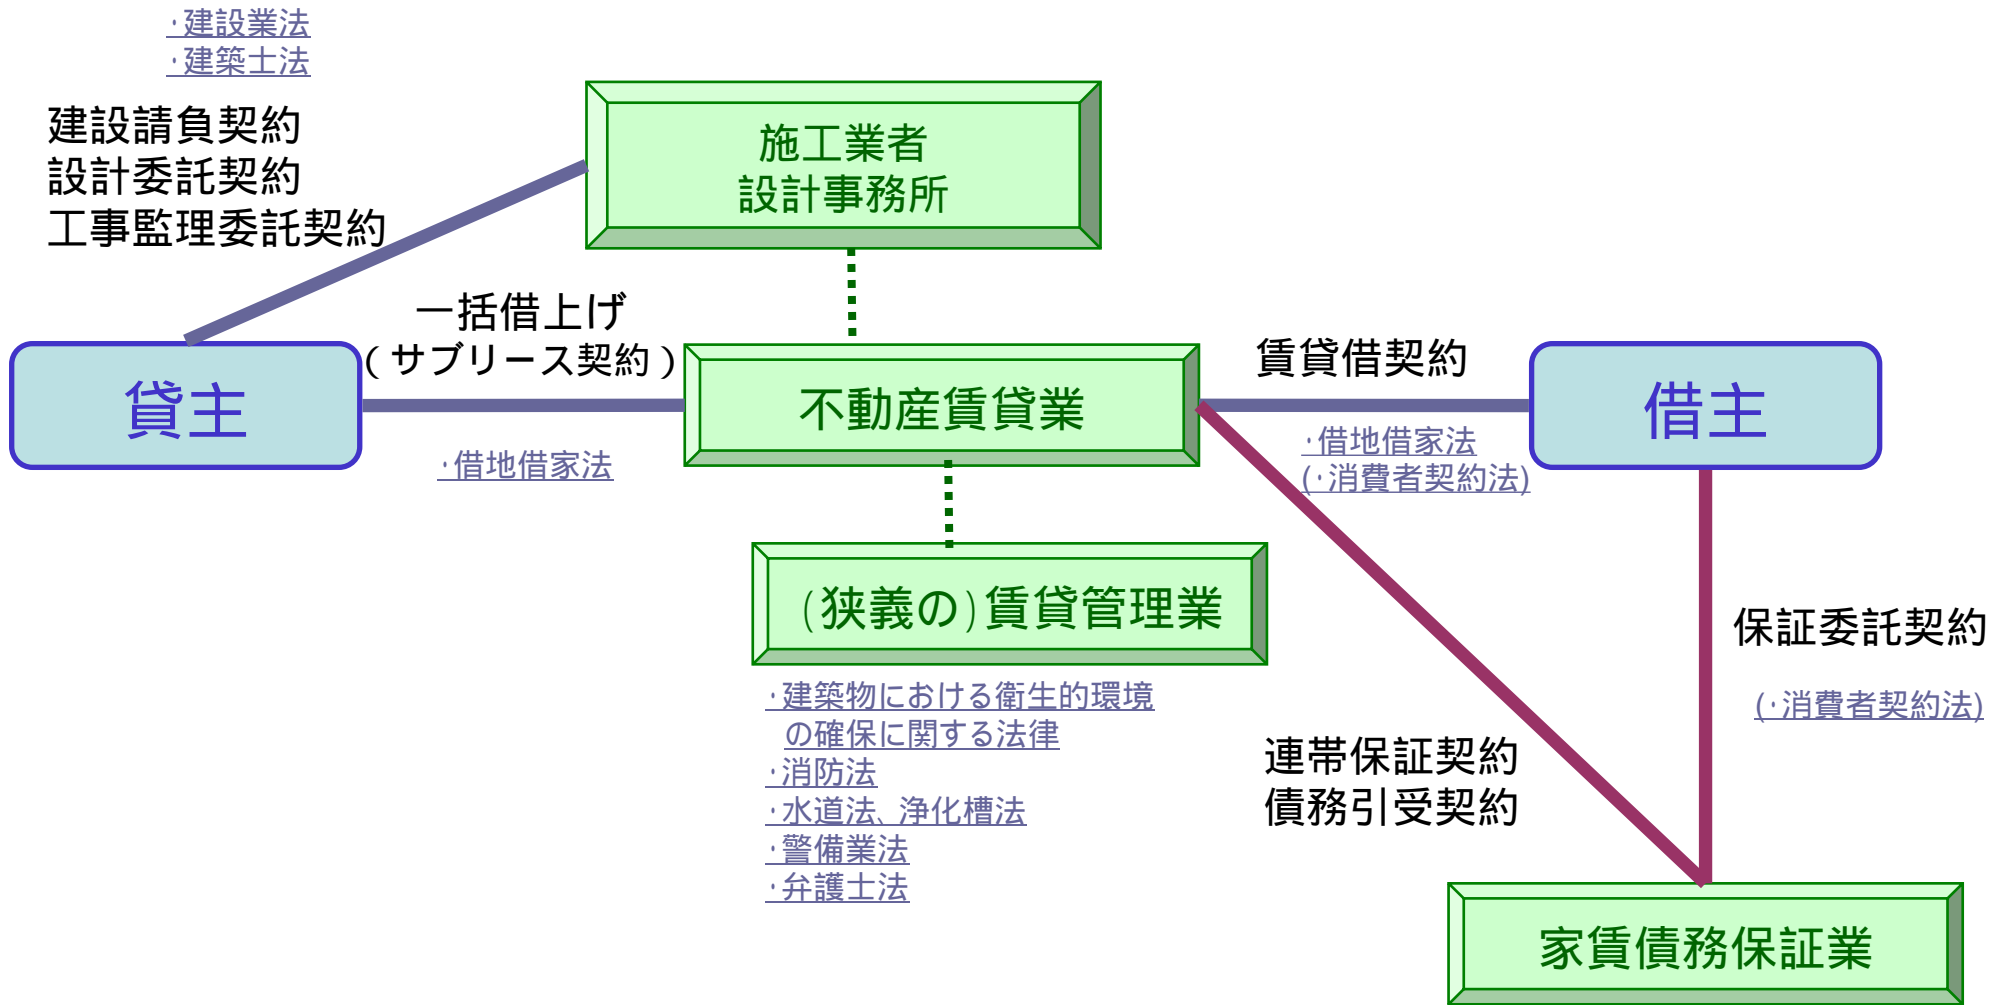 ・建設業法
・建築士法
建設請負契約
設計委託契約
工事監理委託契約
施工業者
設計事務所
一括借上げ
(サブリース契約)
貸主
不動産賃貸業
賃貸借契約
借主
・借地借家法
・借地借家法
(・消費者契約法)
(狭義の)賃貸管理業
保証委託契約
(・消費者契約法)
・建築物における衛生的環境
の確保に関する法律
・消防法
・水道法、浄化槽法
・警備業法
・弁護士法
連帯保証契約
債務引受契約
家賃債務保証業